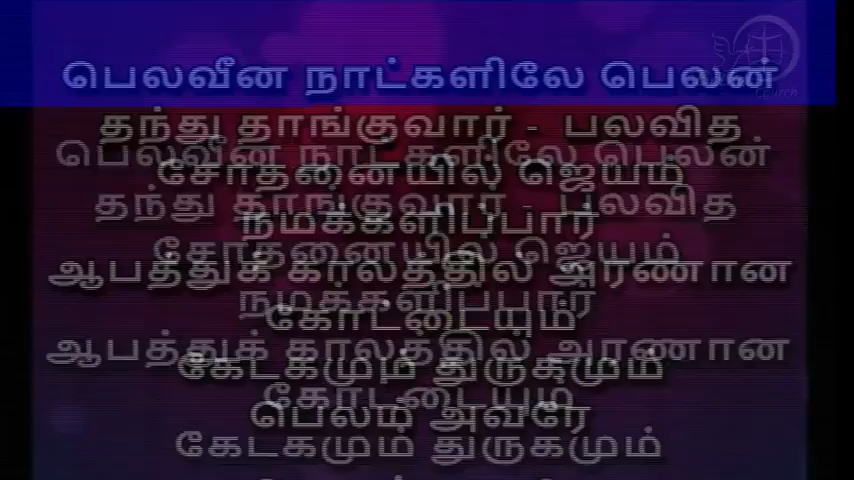 பெலவீன நாட்களிலே பெலன்
தந்து தாங்குவார் - பலவித
சோதனையில் ஜெயம்
நமக்களிப்பார்
ஆபத்துக் காலத்தில் அரணான
கோட்டையும்
கேடகமும் துருகமும்
பெலம் அவரே
பெலவீன நாட்களிலே பெலன்
தந்து தாங்குவார் - பலவித
சோதனையில் ஜெயம்
நமக்களிப்பார்
ஆபத்துக் காலத்தில் அரணான
கோட்டையும்
கேடகமும் துருகமும்